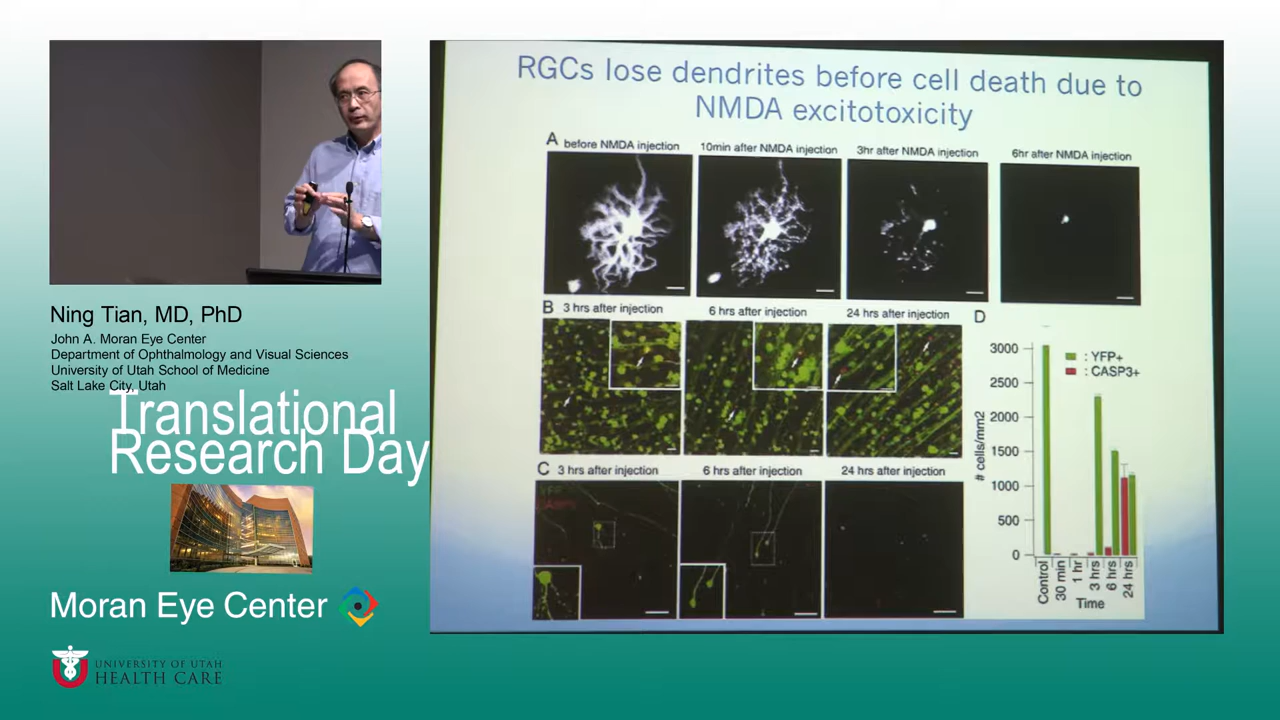 RGCs lose dendrites before cell death due to
NMDA excitotoxicity
A before NMDA injection
10min after NMDA injection
3hr after NMDA injection
6hr after NMDA injection
B 3 hrs after injection
6 hrs after injection
24 hrs after injection
C 3 hrs after injection
6 hrs after injection
24 hrs after injection
YFP
D
# cells/mm2
3000
2500
2000
1500
1000
500
0
: YFP+
: CASP3+
Control
30 min
1 hr
3 hrs
6 hrs
24 hrs
Time
Ning Tian, MD, PhD
John A. Moran Eye Center
Department of Ophthalmology and Visual Sciences
University of Utah School of Medicine
Salt Lake City, Utah
Translational
Research Day
Moran Eye Center
UNIVERSITY OF UTAH
HEALTH CARE